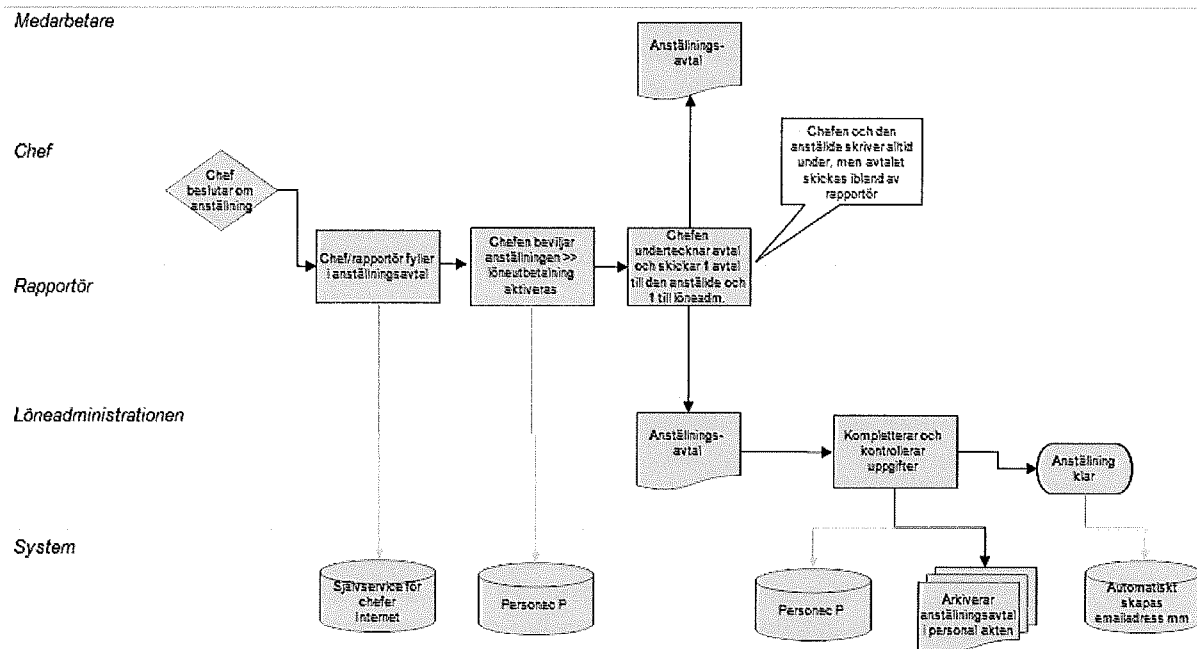 Medarbetare
Anställnings-
avtal
Chef
Chef
beslutar om
anställning
Chefen och den
anställde skriver alltid
under, men avtalet
skickas ibland av
rapportör
Chef/rapportör fyller
i anställningsavtal
Chefen beviljar
anställningen >>
löneutbetalning
aktiveras
Chefen
undertecknar avtal
och skickar 1 avtal
till den anställde och
1 till löneadm.
Rapportör
Löneadministrationen
Anställnings-
avtal
Kompletterar och
kontrollerar
uppgifter
Anställning
klar
System
Självservice för
chefer
Internet
Personec P
Personec P
Arkiverar
anställningsavtal
i personal akten
Automatiskt
skapas
emailadress mm